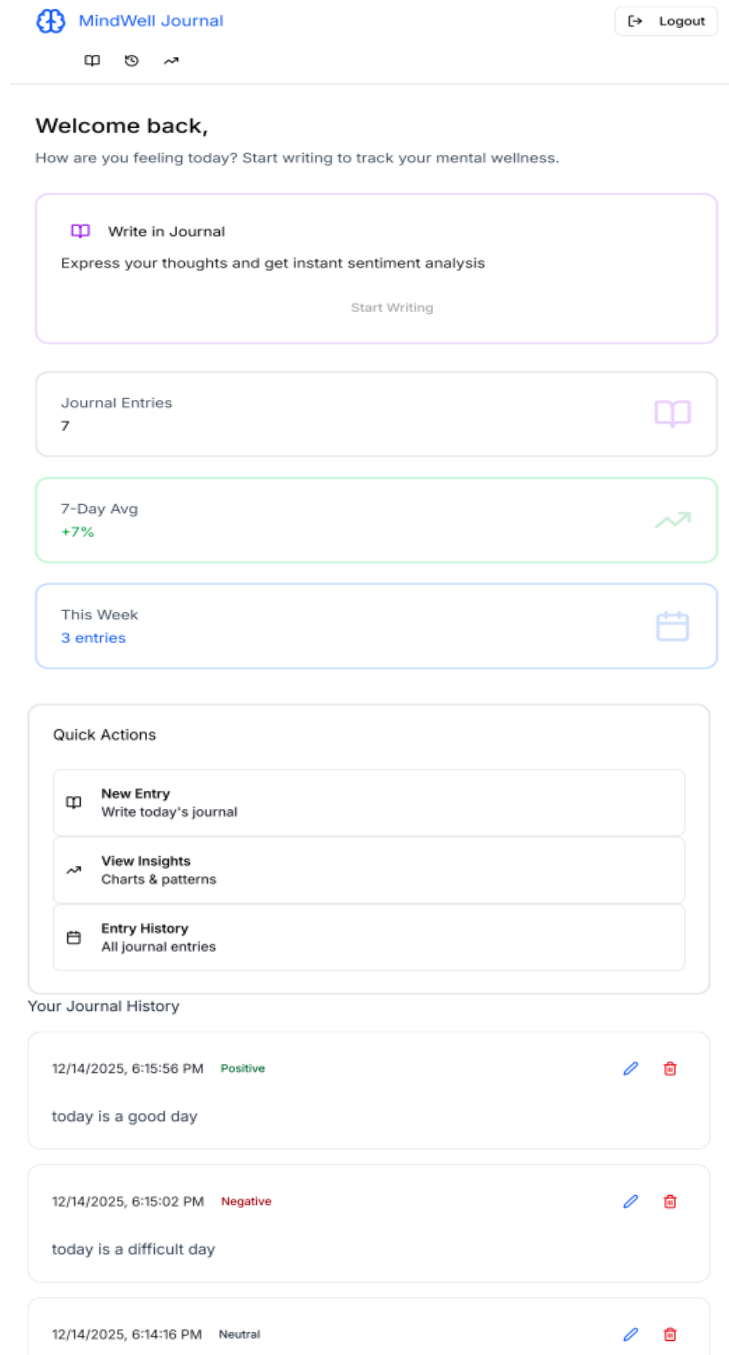 MindWell Journal
Logout
Welcome back,
How are you feeling today? Start writing to track your mental wellness.
Write in Journal
Express your thoughts and get instant sentiment analysis
Start Writing
Journal Entries
7
7-Day Avg
+7%
This Week
3 entries
Quick Actions
New Entry
Write today's journal
View Insights
Charts & patterns
Entry History
All journal entries
Your Journal History
12/14/2025, 6:15:56 PM Positive
today is a good day
12/14/2025, 6:15:02 PM Negative
today is a difficult day
12/14/2025, 6:14:16 PM Neutral